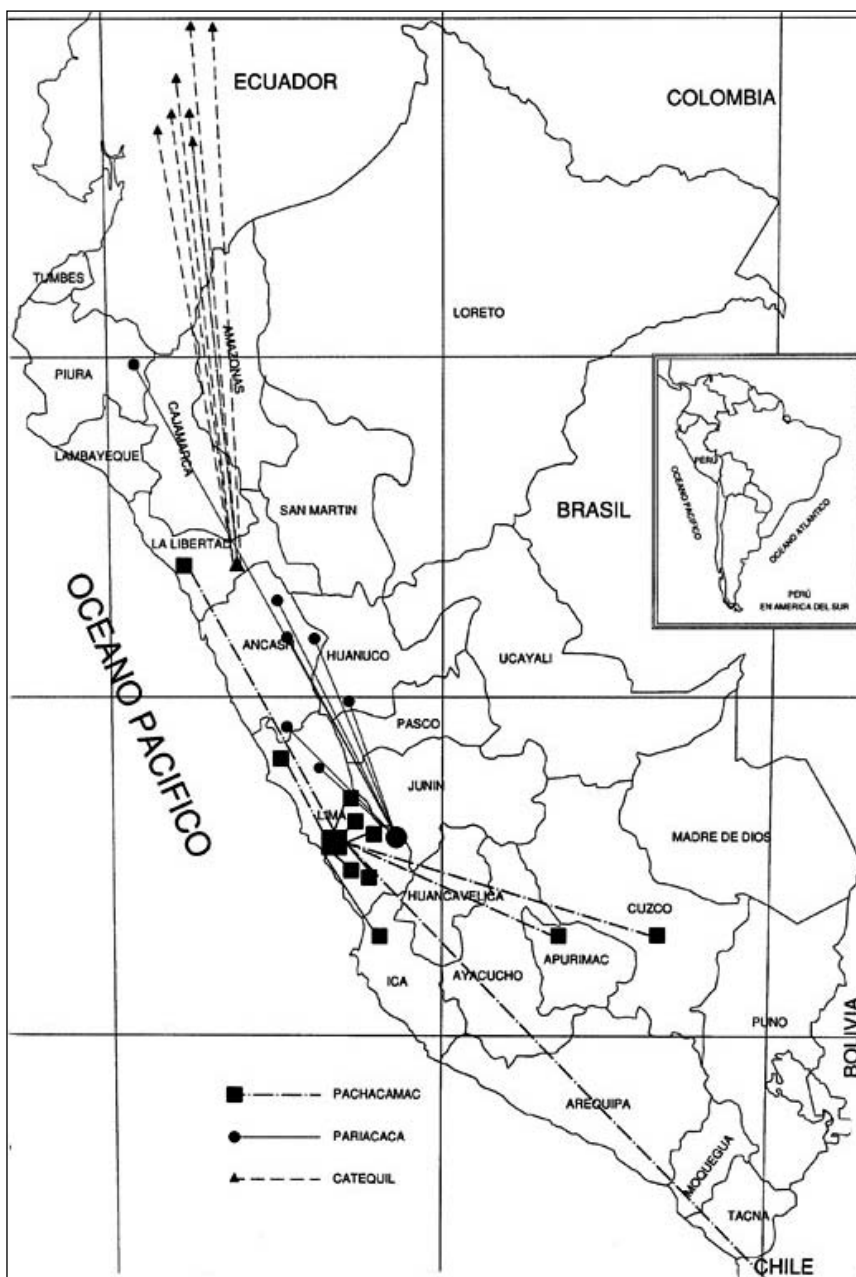 ECUADOR
COLOMBIA
TUMBES
LORETO
PIURA
AMAZONAS
CAJAMARCA
LAMBAYEQUE
SAN MARTIN
BRASIL
LA LIBERTAD
OCEANO PACIFICO
ANCASH
HUANUCO
UCAYALI
PASCO
JUNIN
LIMA
MADRE DE DIOS
HUANCAVELICA
CUZCO
APURIMAC
AYACUCHO
ICA
PUNO
BOLIVIA
AREQUIPA
MOQUEGUA
TACNA
CHILE
PERÚ
OCEANO PACIFICO
OCEANO ATLANTICO
PERÚ
EN AMERICA DEL SUR
PACHACAMAC
PARIACACA
CATEQUIL